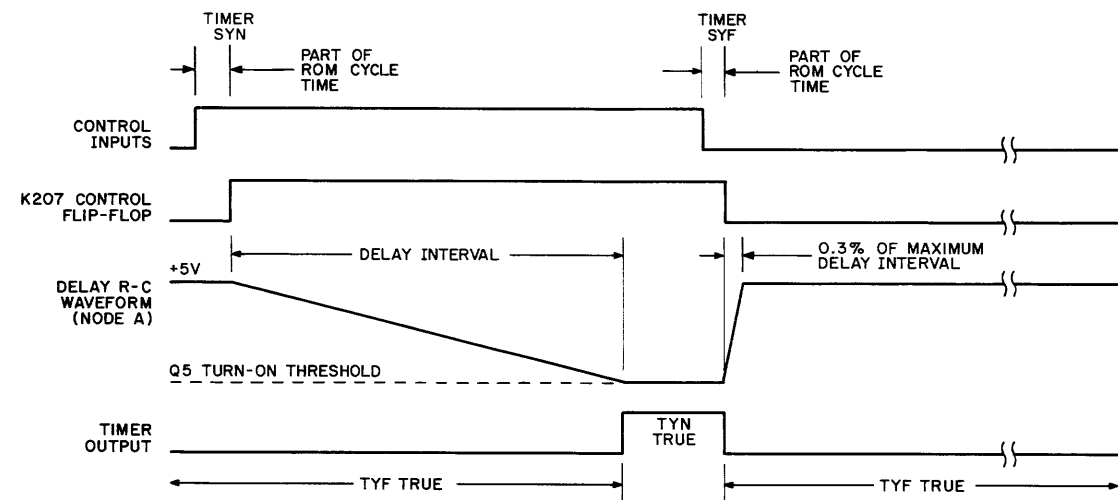 TIMER
SYN
TIMER
SYF
PART OF
ROM CYCLE
TIME
PART OF
ROM CYCLE
TIME
CONTROL
INPUTS
K207 CONTROL
FLIP-FLOP
DELAY INTERVAL
0.3% OF MAXIMUM
DELAY INTERVAL
+5V
DELAY R-C
WAVEFORM
(NODE A)
Q5 TURN-ON THRESHOLD
TIMER
OUTPUT
TYN
TRUE
TYF TRUE
TYF TRUE